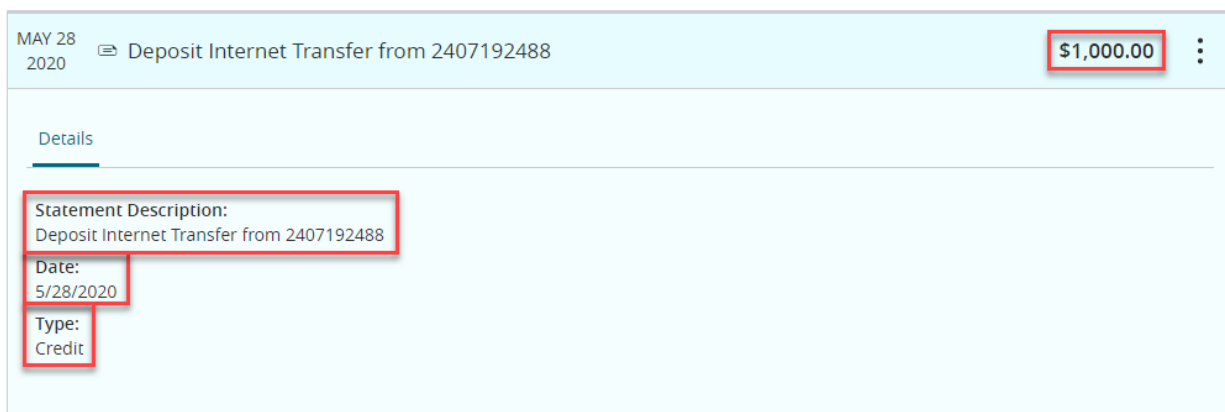 MAY 28
2020
Deposit Internet Transfer from 2407192488
$1,000.00
Details
Statement Description:
Deposit Internet Transfer from 2407192488
Date:
5/28/2020
Type:
Credit